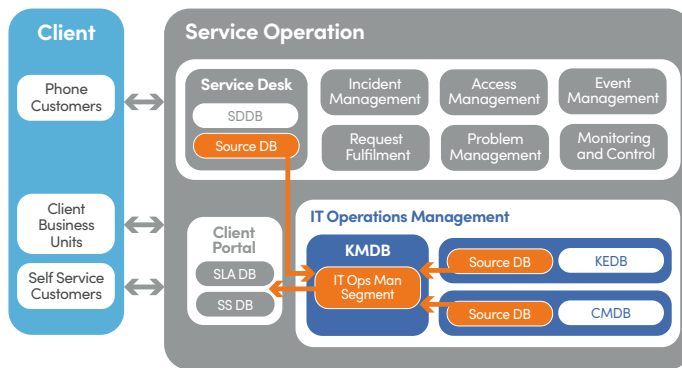 Client
Phone
Customers
Client
Business
Units
Self Service
Customers
Service Operation
Service Desk
SDDB
Source DB
Incident
Management
Access
Management
Event
Management
Request
Fulfilment
Problem
Management
Monitoring
and Control
Client
Portal
SLA DB
SS DB
IT Operations Management
KMDB
IT Ops Man
Segment
Source DB
KEDB
Source DB
CMDB